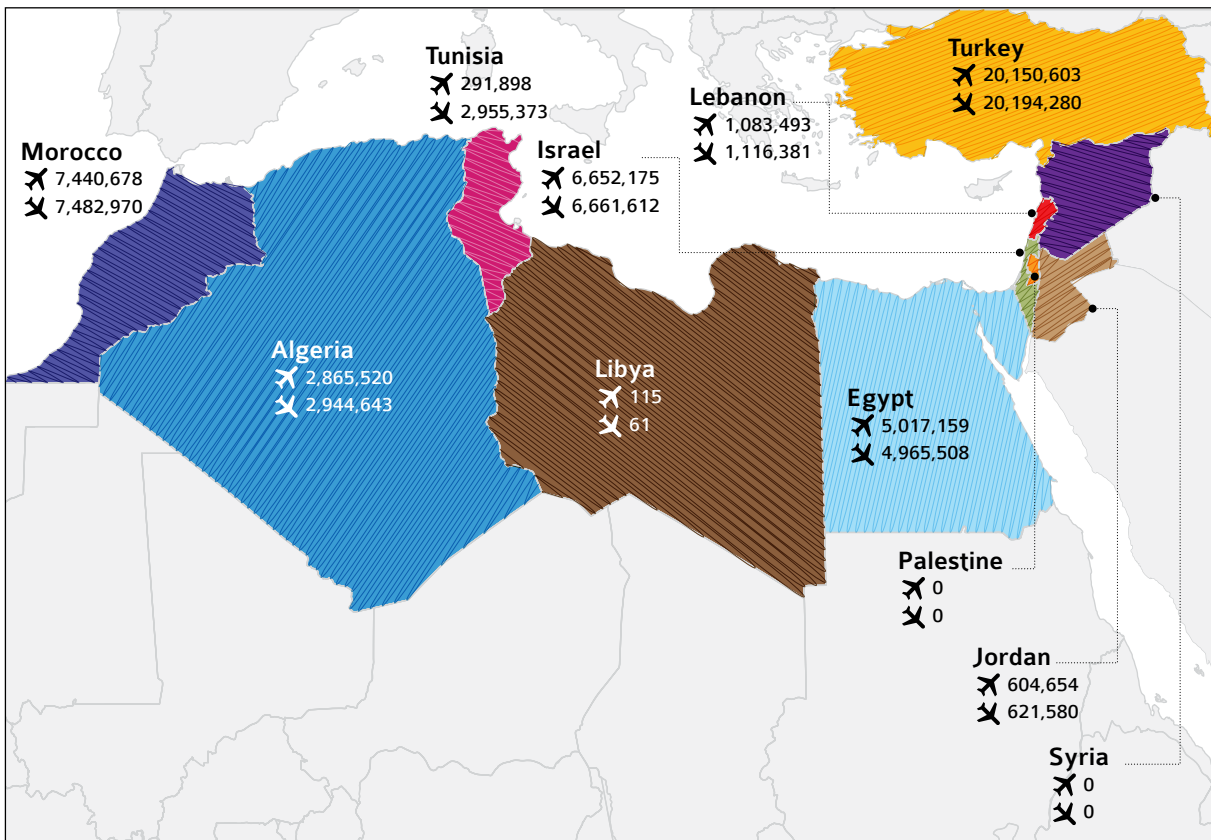 Tunisia
291,898
2,955,373
Turkey
20,150,603
20,194,280
Lebanon
1,083,493
1,116,381
Morocco
7,440,678
7,482,970
Israel
6,652,175
6,661,612
Algeria
2,865,520
2,944,643
Libya
115
61
Egypt
5,017,159
4,965,508
Palestine
0
0
Jordan
604,654
621,580
Syria
0
0